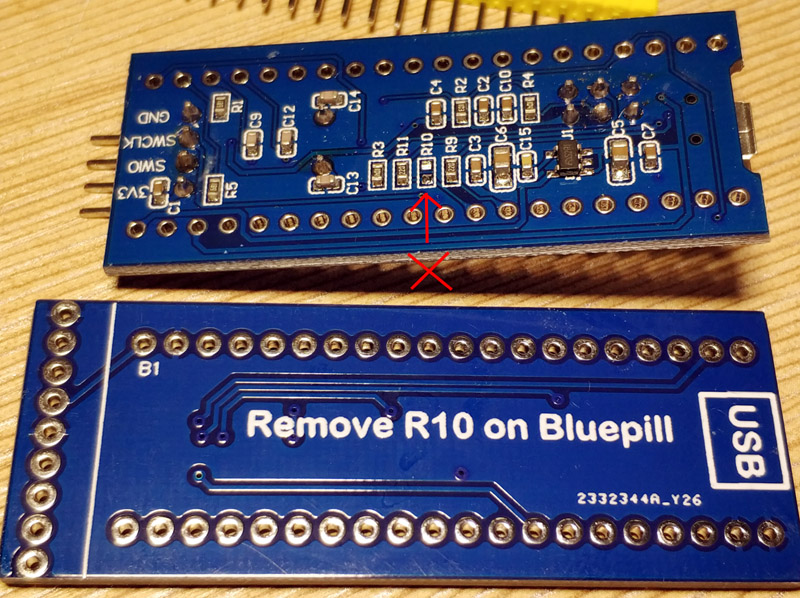 GND
SWCLK
SWIO
3V3
R1
C9
C12
C14
C4
R2
C2
C10
R4
R5
C1
C13
R3
R11
R10
R9
C3
C6
C15
J1
C5
C7
B1
Remove R10 on Bluepill
USB
2332344A_Y26